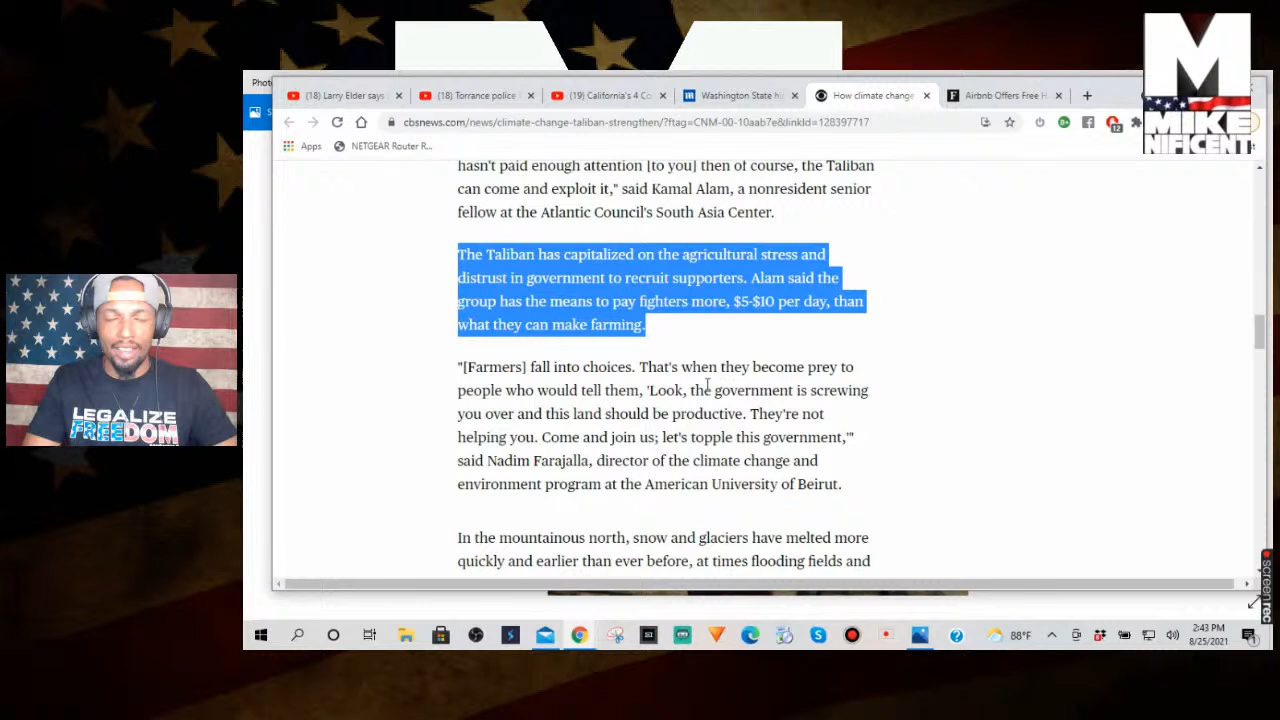 M
MIKE
NIFICENT
Photo
(18) Larry Elder says
(18) Torrance police
(19) California's 4 Co
Washington State h
How climate change
Airbnb Offers Free H
cbsnews.com/news/climate-change-taliban-strengthen/?ftag=CNM-00-10aab7e&linkId=128397717
12
Apps
NETGEAR Router R...
hasn't paid enough attention [to you] then of course, the Taliban
can come and exploit it," said Kamal Alam, a nonresident senior
fellow at the Atlantic Council's South Asia Center.
The Taliban has capitalized on the agricultural stress and
distrust in government to recruit supporters. Alam said the
group has the means to pay fighters more, $5-$10 per day, than
what they can make farming.
"[Farmers] fall into choices. That's when they become prey to
people who would tell them, 'Look, the government is screwing
you over and this land should be productive. They're not
helping you. Come and join us; let's topple this government,'"
said Nadim Farajalla, director of the climate change and
environment program at the American University of Beirut.
In the mountainous north, snow and glaciers have melted more
quickly and earlier than ever before, at times flooding fields and
LEGALIZE
FREEDOM
screenrec
88°F
2:43 PM
8/25/2021